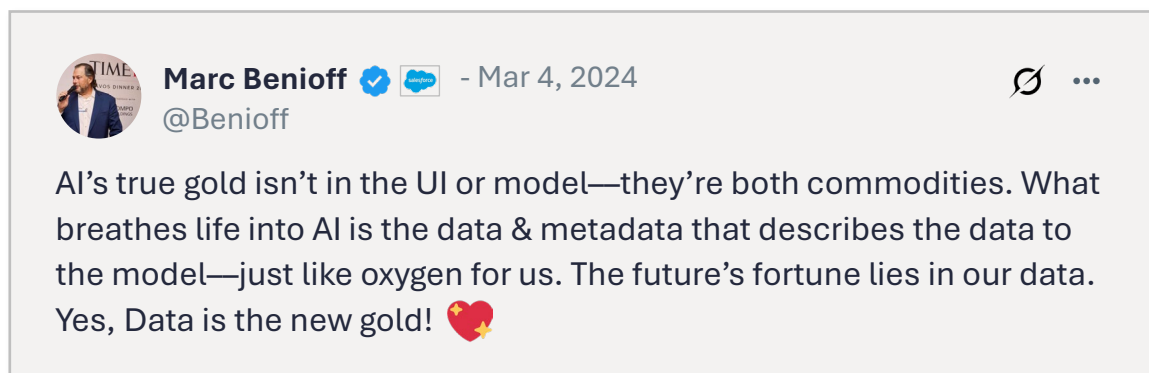 Marc Benioff salesforce - Mar 4, 2024
@Benioff
AI’s true gold isn’t in the UI or model—they’re both commodities. What
breathes life into AI is the data & metadata that describes the data to
the model—just like oxygen for us. The future’s fortune lies in our data.
Yes, Data is the new gold! 💖
TIME